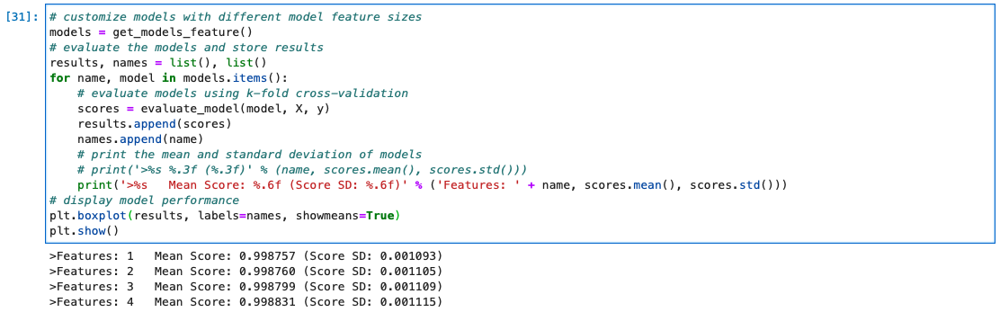 [31]: # customize models with different model feature sizes
models = get_models_feature()
# evaluate the models and store results
results, names = list(), list()
for name, model in models.items():
    # evaluate models using k-fold cross-validation
    scores = evaluate_model(model, X, y)
    results.append(scores)
    names.append(name)
    # print the mean and standard deviation of models
    # print('>%s %.3f (%.3f)' % (name, scores.mean(), scores.std()))
    print('>%s   Mean Score: %.6f (Score SD: %.6f)' % ('Features: ' + name, scores.mean(), scores.std()))
# display model performance
plt.boxplot(results, labels=names, showmeans=True)
plt.show()
>Features: 1   Mean Score: 0.998757 (Score SD: 0.001093)
>Features: 2   Mean Score: 0.998760 (Score SD: 0.001105)
>Features: 3   Mean Score: 0.998799 (Score SD: 0.001109)
>Features: 4   Mean Score: 0.998831 (Score SD: 0.001115)